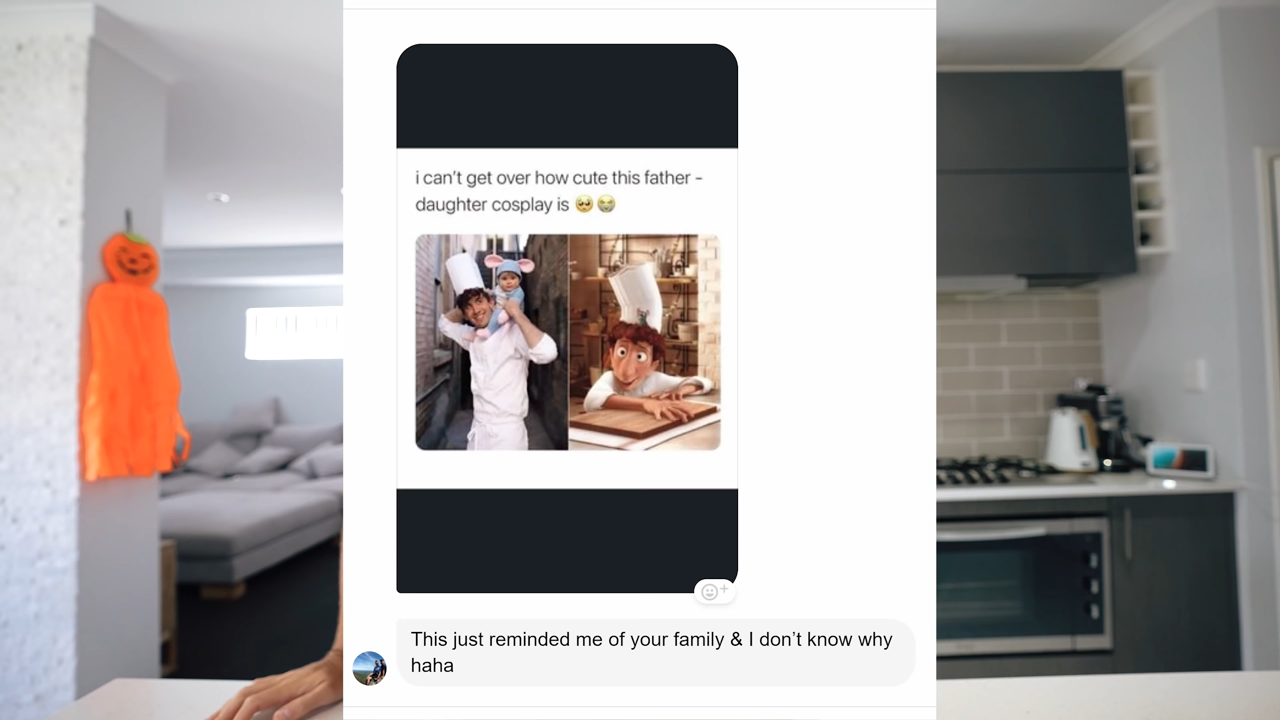 i can’t get over how cute this father -
daughter cosplay is 🥺😭
This just reminded me of your family & I don’t know why
haha